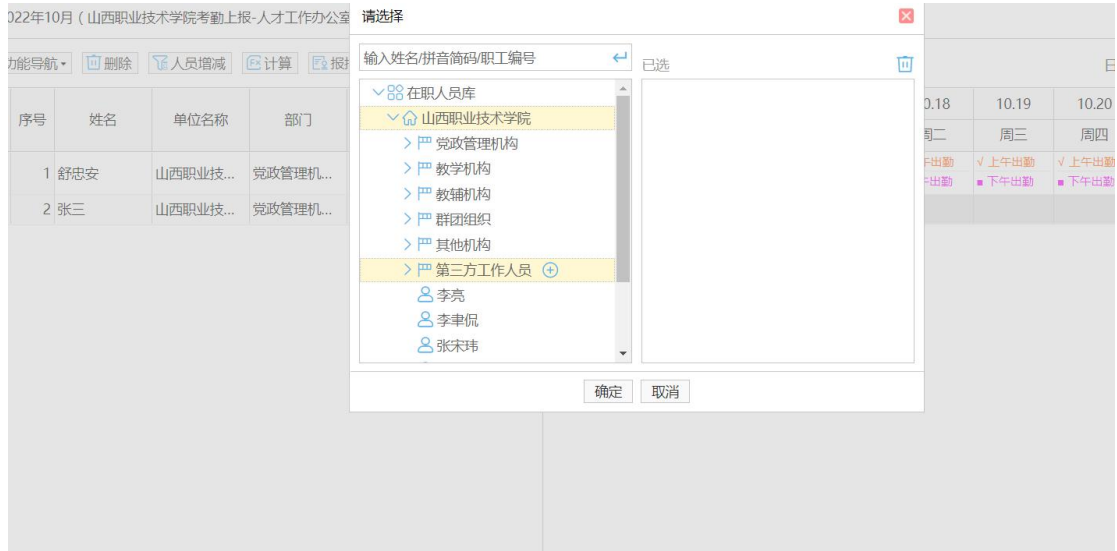 022年10月（山西职业技术学院考勤上报-人才工作办公室
请选择
能导航 删除 人员增减 计算 报
输入姓名/拼音简码/职工编号
已选
日
序号 姓名 单位名称 部门
0.18 10.19 10.20
周二 周三 周四
1 舒忠安 山西职业技... 党政管理机...
午出勤 √ 上午出勤 √ 上午出勤
午出勤 ■ 下午出勤 ■ 下午出勤
2 张三 山西职业技... 党政管理机...
在职人员库
山西职业技术学院
党政管理机构
教学机构
教辅机构
群团组织
其他机构
第三方工作人员
李亮
李聿侃
张宋玮
确定 取消